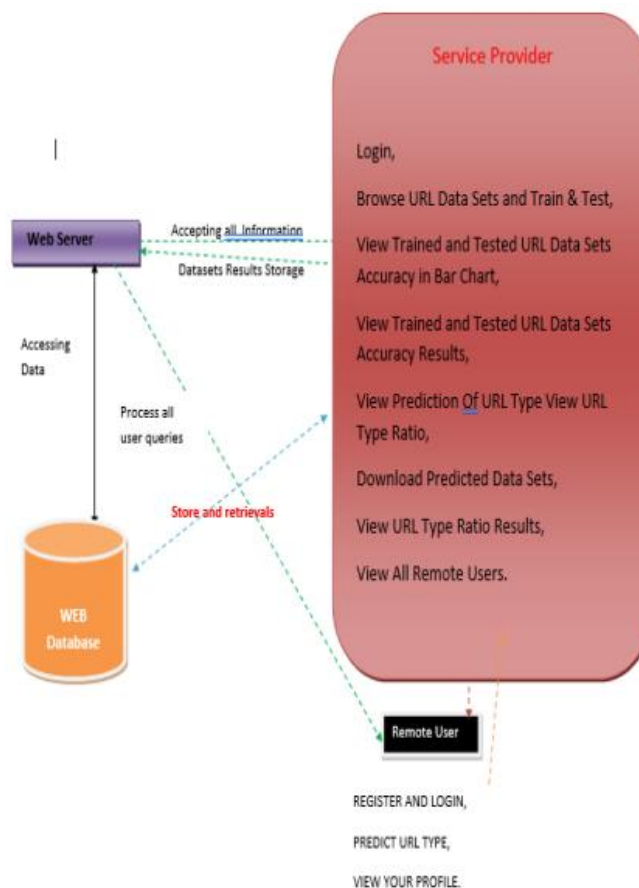 Service Provider
Login,
Browse URL Data Sets and Train & Test,
View Trained and Tested URL Data Sets
Accuracy in Bar Chart,
View Trained and Tested URL Data Sets
Accuracy Results,
View Prediction Of URL Type View URL
Type Ratio,
Download Predicted Data Sets,
View URL Type Ratio Results,
View All Remote Users.
Web Server
Accepting all Information
Datasets Results Storage
Accessing
Data
Process all
user queries
Store and retrievals
WEB
Database
Remote User
REGISTER AND LOGIN,
PREDICT URL TYPE,
VIEW YOUR PROFILE.